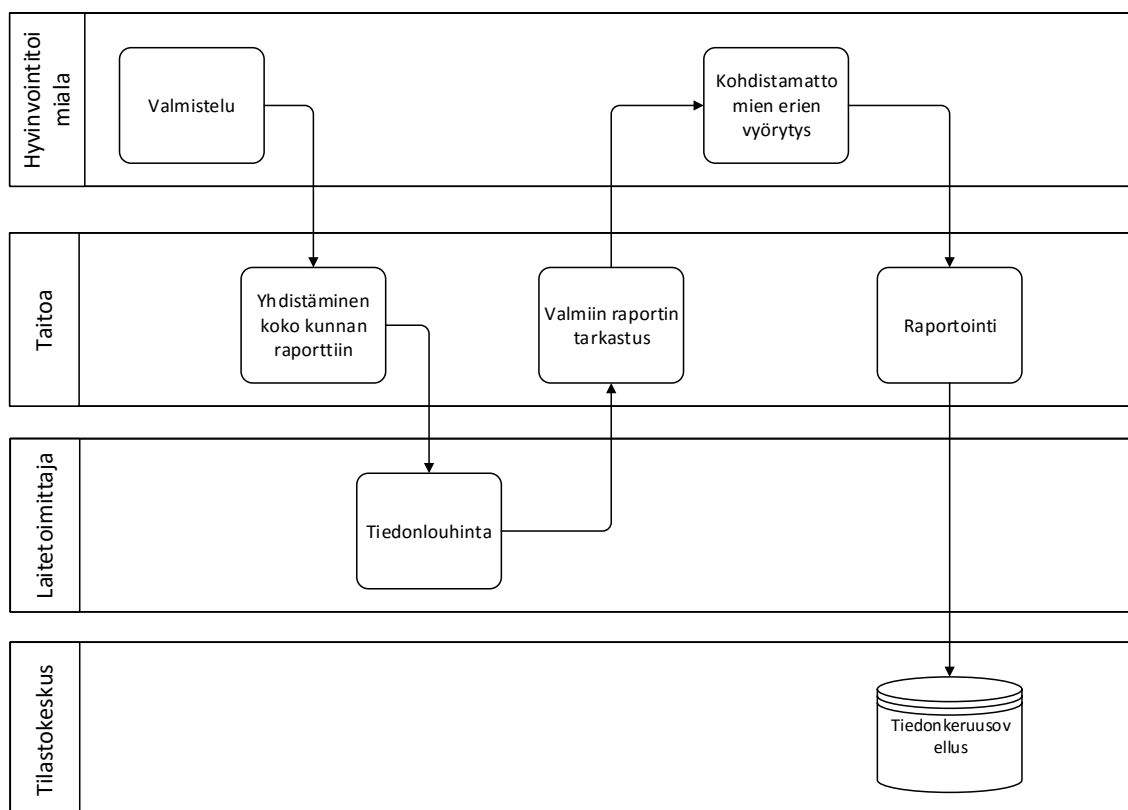 Hyvinvointitoi
miala
Valmistelu
Kohdistamatto
mien erien
vyörytys
Taitoa
Yhdistäminen
koko kunnan
raporttiin
Valmiin raportin
tarkastus
Raportointi
Laitetoimittaja
Tiedonlouhinta
Tilastokeskus
Tiedonkeruusov
ellus